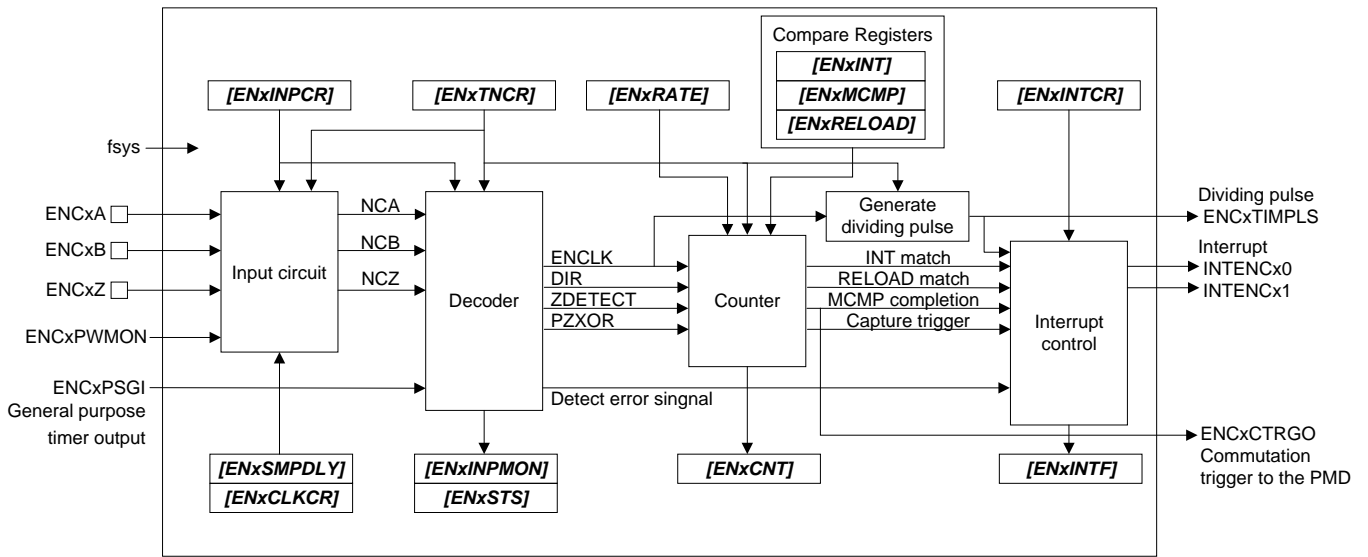 Compare Registers
[ENxINT]
[ENxMCMP]
[ENxRELOAD]
[ENxINPCR]
[ENxTNCR]
[ENxRATE]
[ENxINTCR]
fsys
ENCxA
ENCxB
ENCxZ
ENCxPWMON
ENCxPSGI
General purpose
timer output
Input circuit
NCA
NCB
NCZ
Decoder
ENCLK
DIR
ZDETECT
PZXOR
Detect error singnal
Counter
Generate
dividing pulse
INT match
RELOAD match
MCMP completion
Capture trigger
Interrupt
control
Dividing pulse
ENCxTIMPLS
Interrupt
INTENCx0
INTENCx1
ENCxCTRGO
Commutation
trigger to the PMD
[ENxSMPDLY]
[ENxCLKCR]
[ENxINPMON]
[ENxSTS]
[ENxCNT]
[ENxINTF]